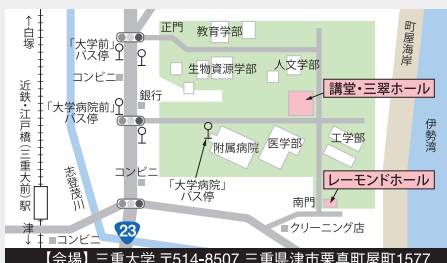 ←白塚
近鉄・江戸橋(三重大前)駅
津→
「大学前」
バス停
コンビニ
「大学病院前」
バス停
志登茂川
正門
銀行
コンビニ
23
コンビニ
教育学部
生物資源学部
人文学部
講堂・三翠ホール
附属病院
医学部
工学部
「大学病院」
バス停
レーモンドホール
南門
クリーニング店
町屋海岸
伊勢湾
【会場】三重大学 〒514-8507 三重県津市栗真町屋町1577